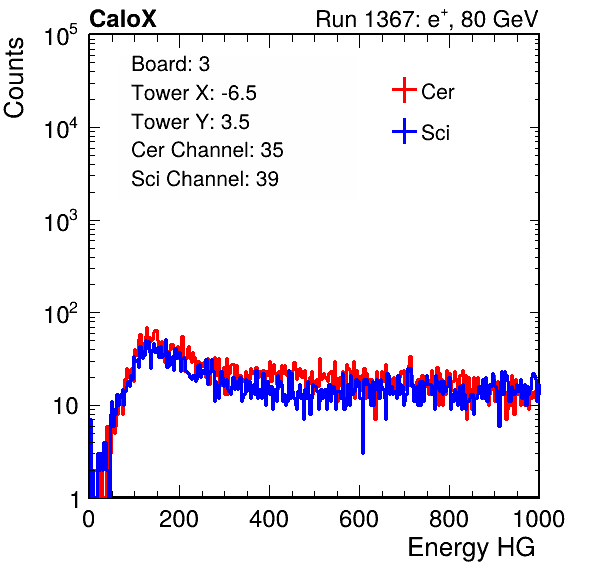 CaloX Run 1367: e+, 80 GeV
Counts
10^5
10^4
10^3
10^2
10
1
Board: 3
Tower X: -6.5
Tower Y: 3.5
Cer Channel: 35
Sci Channel: 39
Cer
Sci
0 200 400 600 800 1000
Energy HG